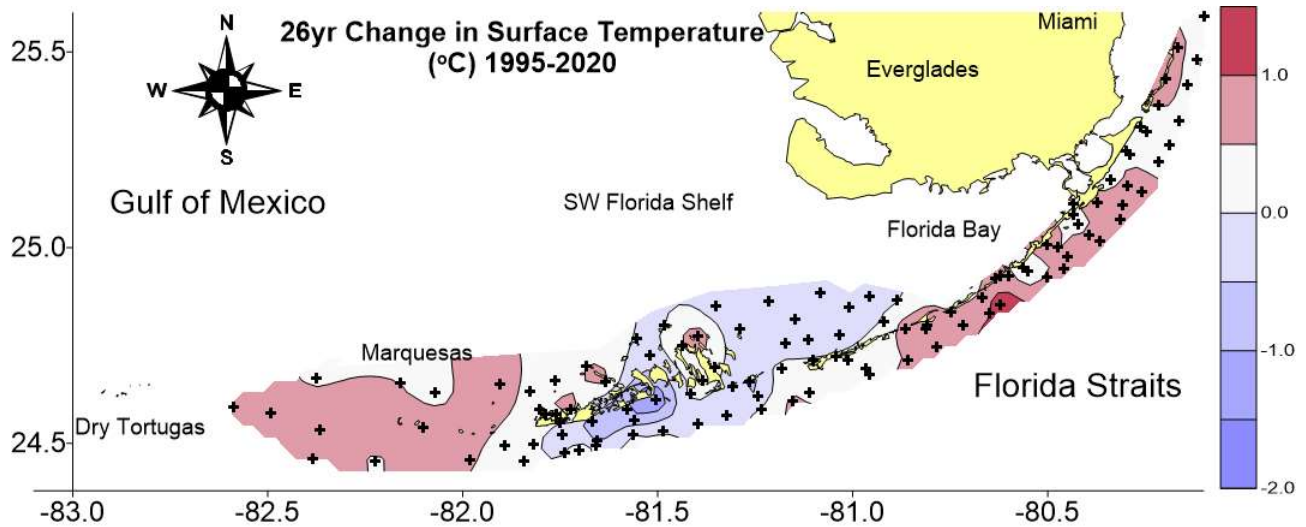 26yr Change in Surface Temperature
(°C) 1995-2020
N
W E
S
Miami
Everglades
Gulf of Mexico
SW Florida Shelf
Florida Bay
Marquesas
Dry Tortugas
Florida Straits
25.5
25.0
24.5
-83.0 -82.5 -82.0 -81.5 -81.0 -80.5
1.0
0.0
-1.0
-2.0